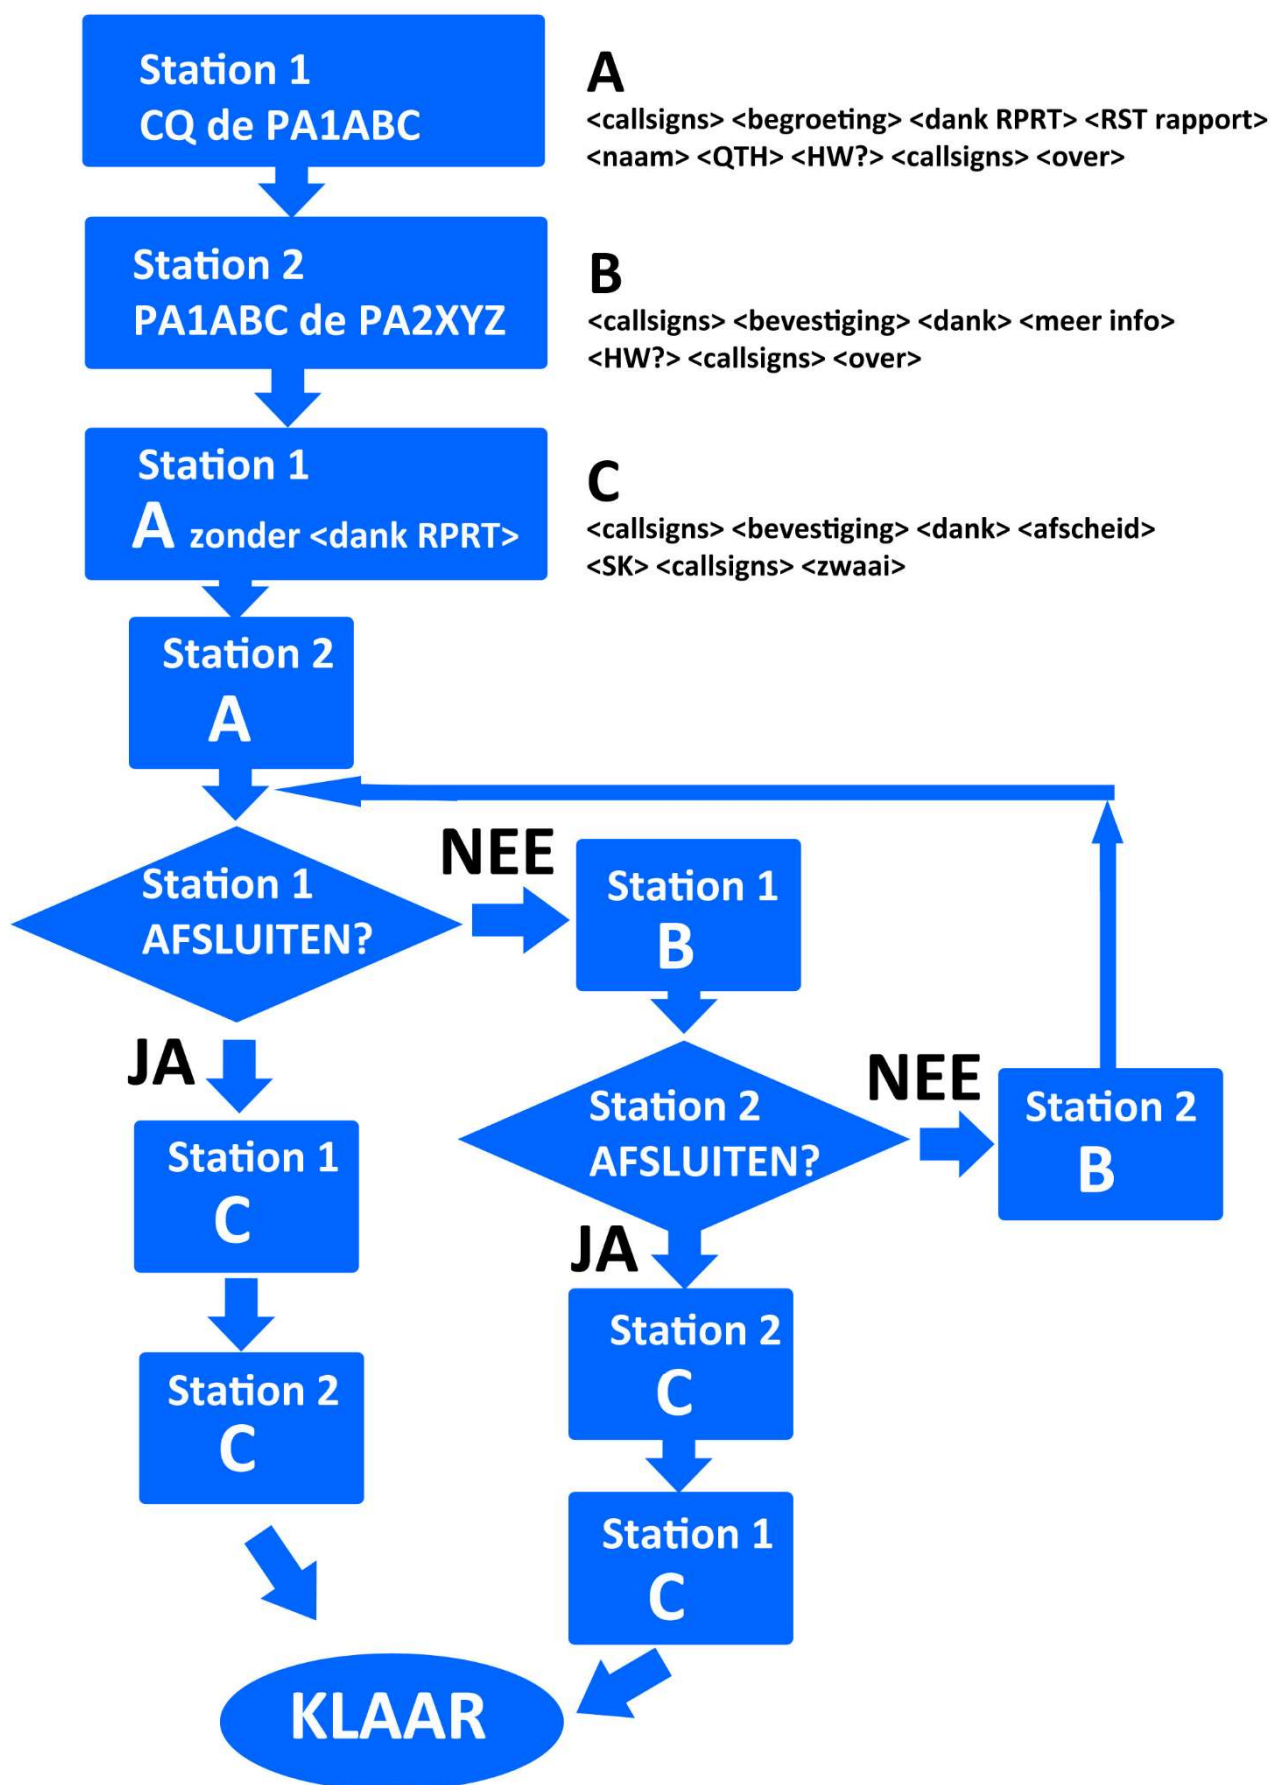 Station 1
CQ de PA1ABC
A
<callsigns> <begroeting> <dank RPRT> <RST rapport>
<naam> <QTH> <HW?> <callsigns> <over>
Station 2
PA1ABC de PA2XYZ
B
<callsigns> <bevestiging> <dank> <meer info>
<HW?> <callsigns> <over>
Station 1
A zonder <dank RPRT>
C
<callsigns> <bevestiging> <dank> <afscheid>
<SK> <callsigns> <zwaai>
Station 2
A
Station 1
AFSLUITEN?
NEE
Station 1
B
JA
Station 2
AFSLUITEN?
NEE
Station 2
B
Station 1
C
JA
Station 2
C
Station 2
C
Station 1
C
KLAAR